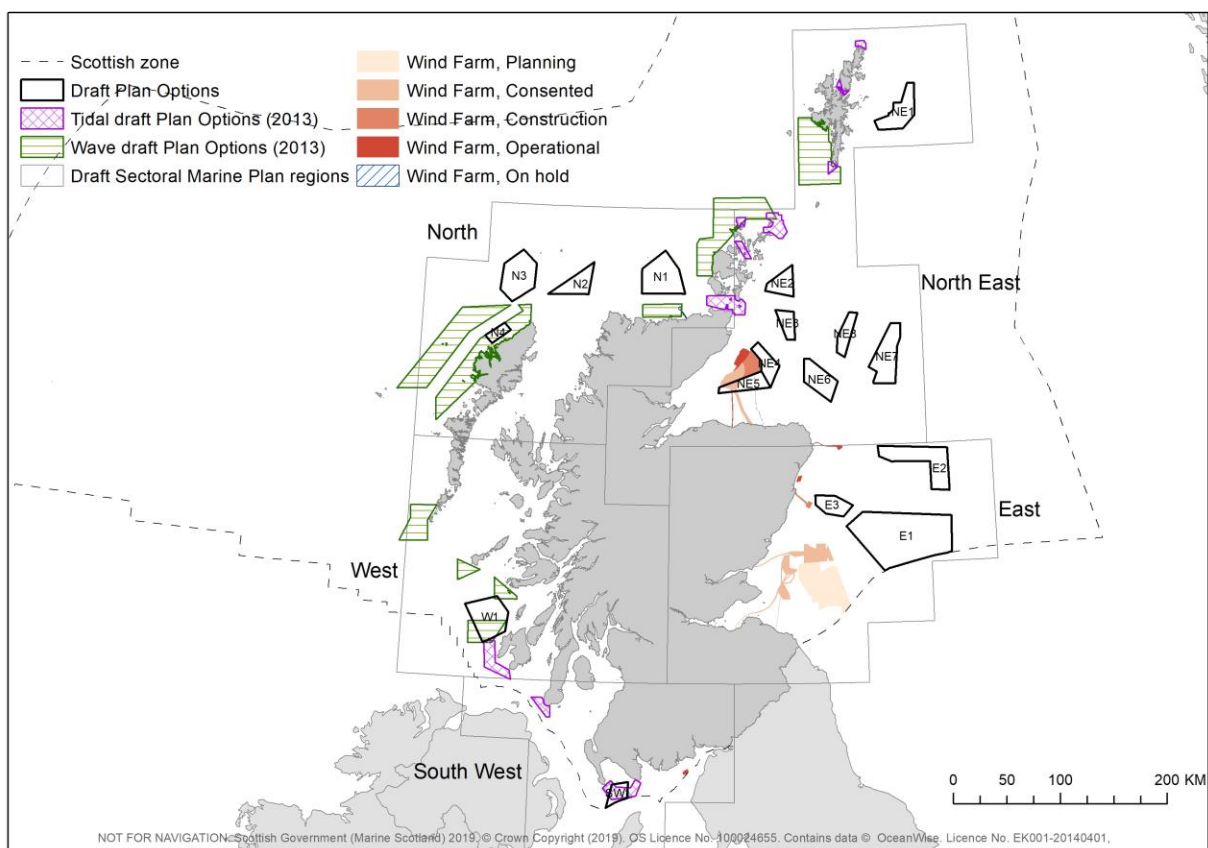 Scottish zone
Draft Plan Options
Tidal draft Plan Options (2013)
Wave draft Plan Options (2013)
Draft Sectoral Marine Plan regions
Wind Farm, Planning
Wind Farm, Consented
Wind Farm, Construction
Wind Farm, Operational
Wind Farm, On hold
NE1
North
N3
N2
N1
NE2
North East
N4
NE3
NE8
NE7
NE4
NE6
NE5
E2
E3
East
E1
West
W1
South West
SW1
0 50 100 200 KM
NOT FOR NAVIGATION. Scottish Government (Marine Scotland) 2019. © Crown Copyright (2019). OS Licence No. 100024655. Contains data © OceanWise. Licence No. EK001-20140401,